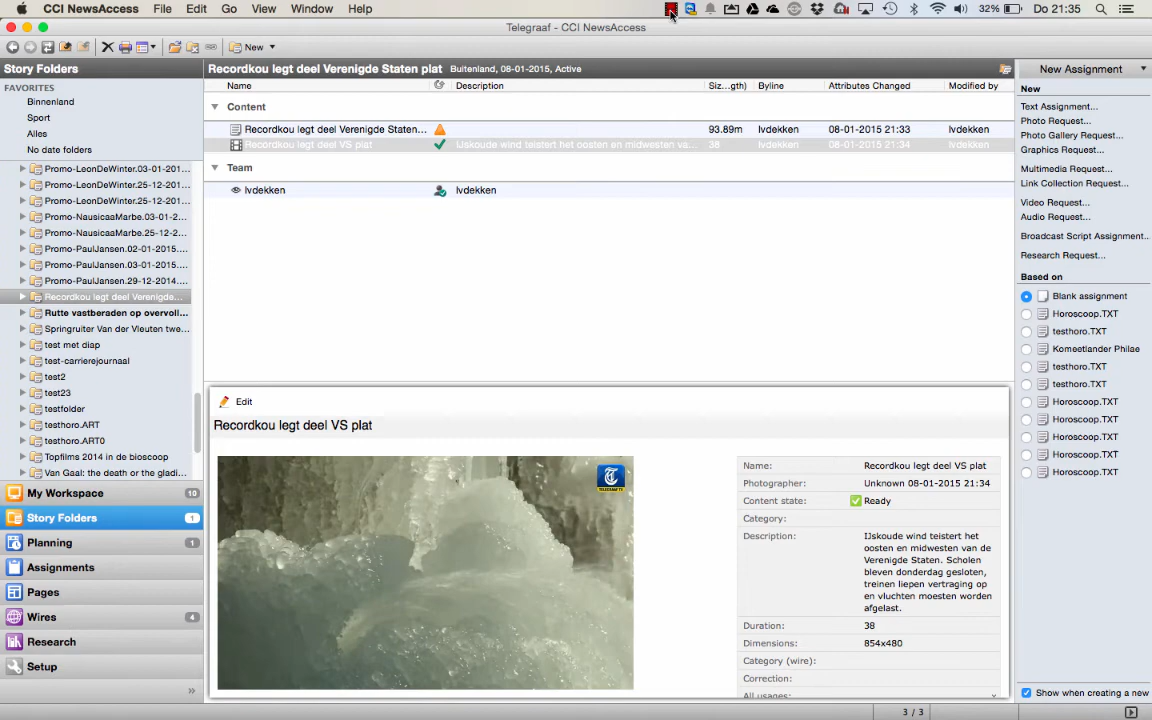 CCI NewsAccess File Edit Go View Window Help 32% Do 21:35
Telegraaf - CCI NewsAccess
New
Story Folders
FAVORITES
Binnenland
Sport
Alles
No date folders
Promo-LeonDeWinter.03-01-201...
Promo-LeonDeWinter.25-12-201...
Promo-LeonDeWinter.25-12-201...
Promo-NausicaaMarbe.03-01-2...
Promo-NausicaaMarbe.25-12-2...
Promo-PaulJansen.02-01-2015....
Promo-PaulJansen.03-01-2015....
Promo-PaulJansen.29-12-2014....
Recordkou legt deel Verenigde...
Rutte vastberaden op overvoll...
Springruiter Van der Vleuten twe...
test met diap
test-carrierejournaal
test2
test23
testfolder
testhoro.ART
testhoro.ART0
Topfilms 2014 in de bioscoop
Van Gaal: the death or the gladi...
My Workspace 10
Story Folders 1
Planning
Assignments
Pages
Wires 4
Research
Setup
Recordkou legt deel Verenigde Staten plat Buitenland, 08-01-2015, Active
Name Description Siz...gth) Byline Attributes Changed Modified by
Content
Recordkou legt deel Verenigde Staten... 93.89m lvdekken 08-01-2015 21:33 lvdekken
Recordkou legt deel VS plat IJskoude wind teistert het oosten en midwesten va... 38 lvdekken 08-01-2015 21:34 lvdekken
Team
lvdekken lvdekken
Edit
Recordkou legt deel VS plat
TELEGRAAF TV
Name: Recordkou legt deel VS plat
Photographer: Unknown 08-01-2015 21:34
Content state: Ready
Category:
Description: IJskoude wind teistert het
oosten en midwesten van de
Verenigde Staten. Scholen
bleven donderdag gesloten,
treinen liepen vertraging op
en vluchten moesten worden
afgelast.
Duration: 38
Dimensions: 854x480
Category (wire):
Correction:
All usages:
3 / 3
New Assignment
New
Text Assignment...
Photo Request...
Photo Gallery Request...
Graphics Request...
Multimedia Request...
Link Collection Request...
Video Request...
Audio Request...
Broadcast Script Assignment...
Research Request...
Based on
Blank assignment
Horoscoop.TXT
testhoro.TXT
Komeetlander Philae
testhoro.TXT
testhoro.TXT
Horoscoop.TXT
Horoscoop.TXT
Horoscoop.TXT
Horoscoop.TXT
Horoscoop.TXT
Show when creating a new